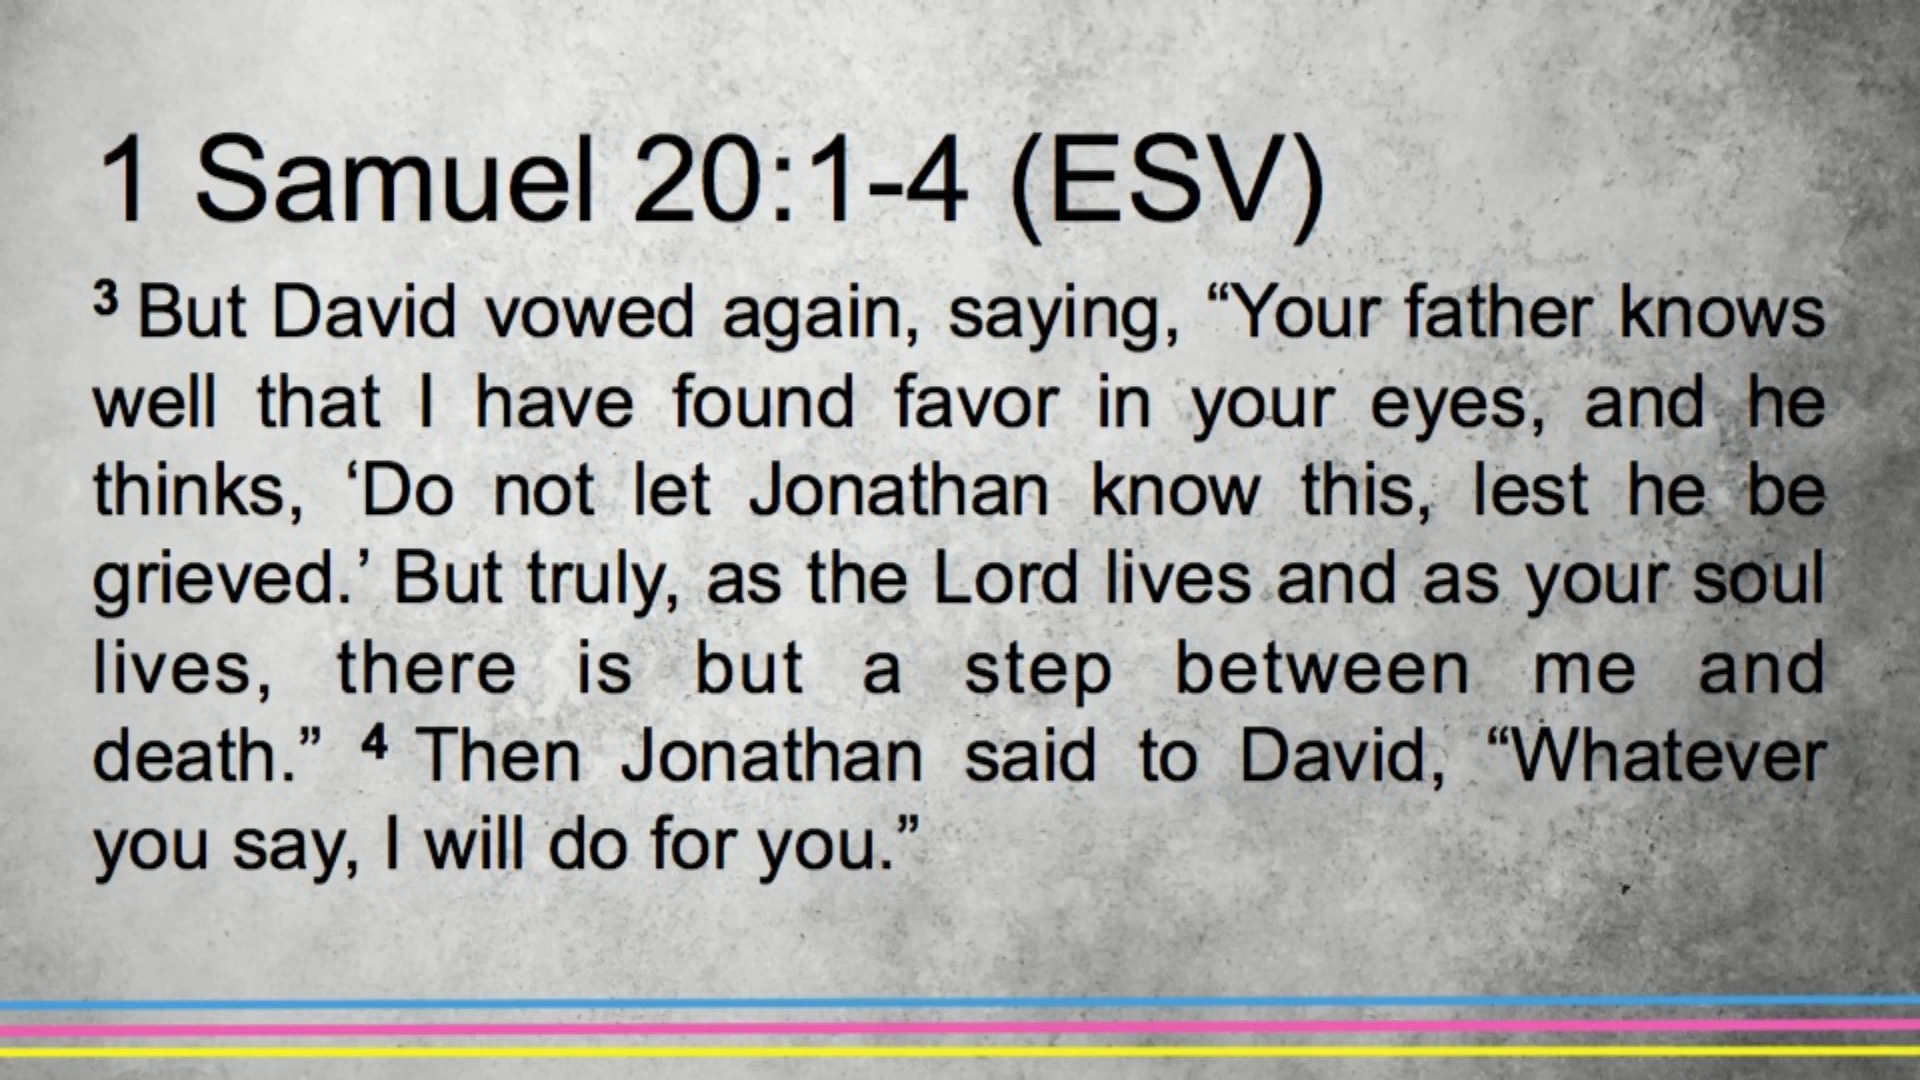 1 Samuel 20:1-4 (ESV)
³ But David vowed again, saying, “Your father knows
well that I have found favor in your eyes, and he
thinks, ‘Do not let Jonathan know this, lest he be
grieved.’ But truly, as the Lord lives and as your soul
lives, there is but a step between me and
death.” ⁴ Then Jonathan said to David, “Whatever
you say, I will do for you.”